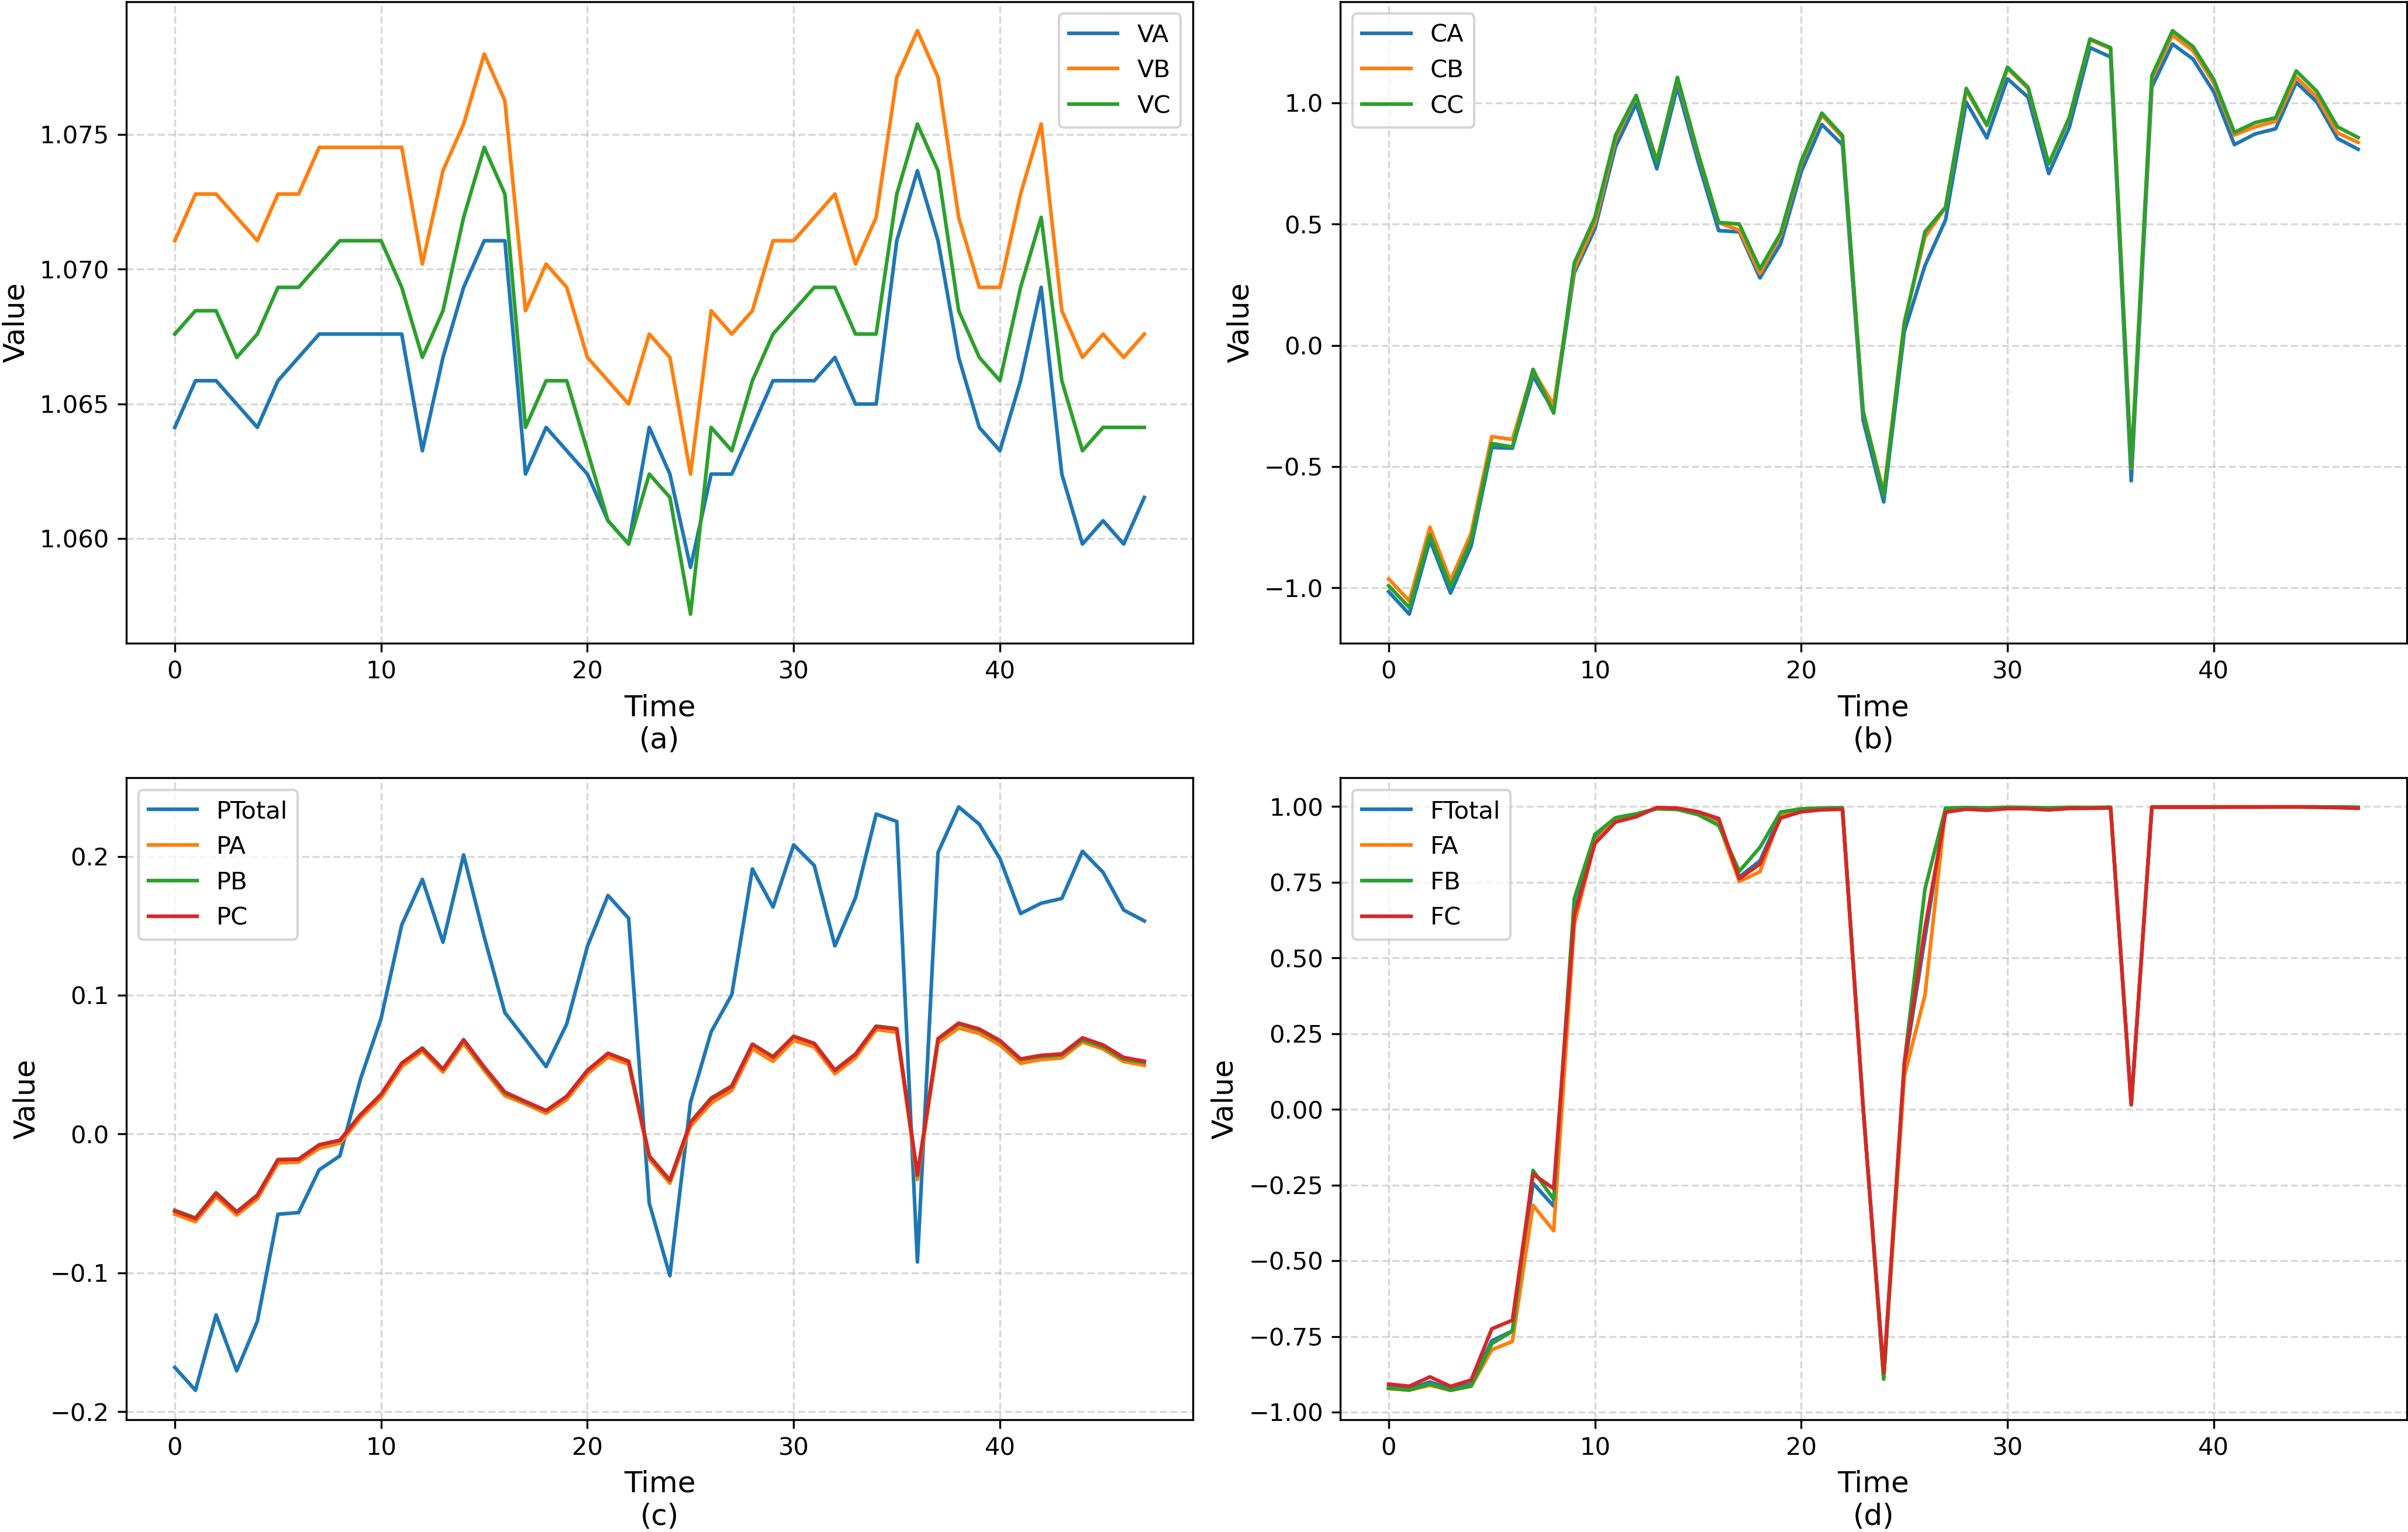 VA
VB
VC
1.075
1.070
1.065
1.060
Value
0 10 20 30 40
Time
(a)
CA
CB
CC
1.0
0.5
0.0
−0.5
−1.0
Value
0 10 20 30 40
Time
(b)
PTotal
PA
PB
PC
0.2
0.1
0.0
−0.1
−0.2
Value
0 10 20 30 40
Time
(c)
FTotal
FA
FB
FC
1.00
0.75
0.50
0.25
0.00
−0.25
−0.50
−0.75
−1.00
Value
0 10 20 30 40
Time
(d)